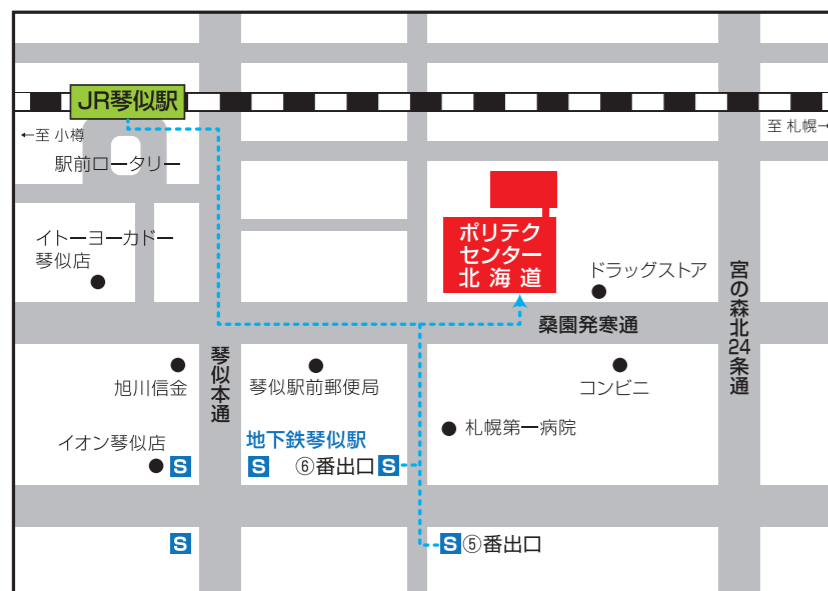 JR琴似駅
←至 小樽
至 札幌→
駅前ロータリー
ポリテク
センター
北海道
イトーヨーカドー
琴似店
ドラッグストア
宮の森北24条通
桑園発寒通
琴似本通
旭川信金
琴似駅前郵便局
コンビニ
イオン琴似店
地下鉄琴似駅
札幌第一病院
S
S
⑥番出口 S
S
S ⑤番出口